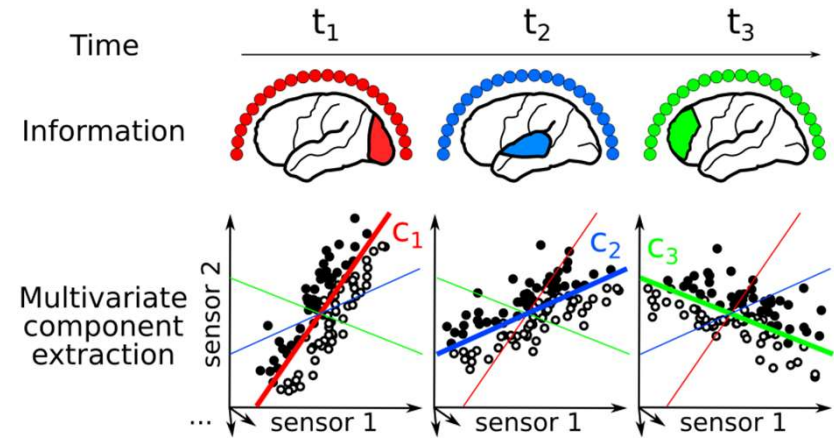 Time
t1 t2 t3
Information
Multivariate
component
extraction
sensor 2
c1
c2
c3
...
sensor 1
sensor 1
sensor 1